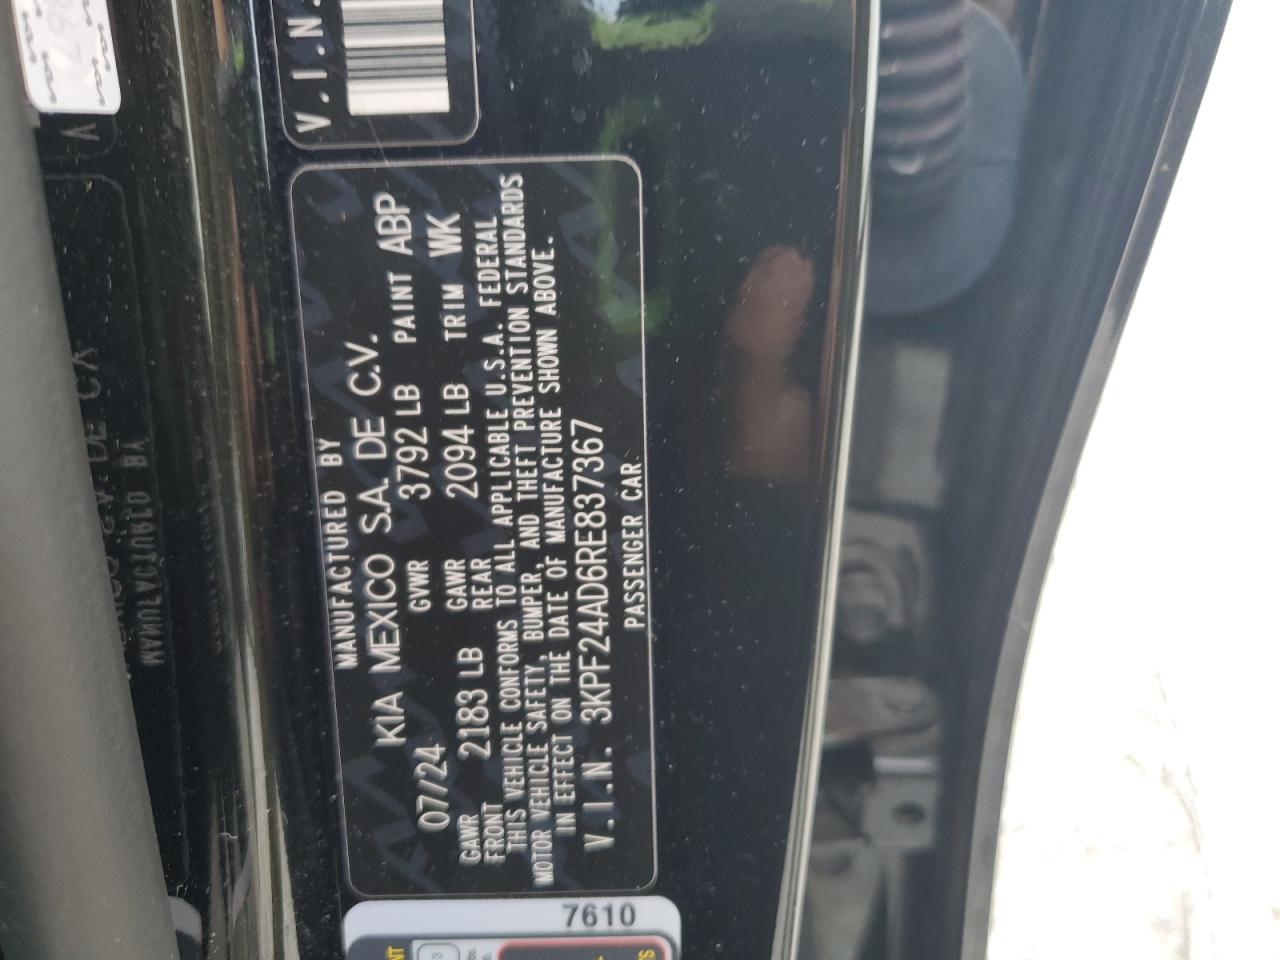 V.I.N.
MANUFACTURED BY
KIA MEXICO S.A. DE C.V.
07/24 GVWR 3792 LB PAINT ABP
GAWR FRONT 2183 LB GAWR REAR 2094 LB TRIM WK
THIS VEHICLE CONFORMS TO ALL APPLICABLE U.S.A. FEDERAL
MOTOR VEHICLE SAFETY, BUMPER, AND THEFT PREVENTION STANDARDS
IN EFFECT ON THE DATE OF MANUFACTURE SHOWN ABOVE.
V.I.N. 3KPF24AD6RE837367
PASSENGER CAR
7610